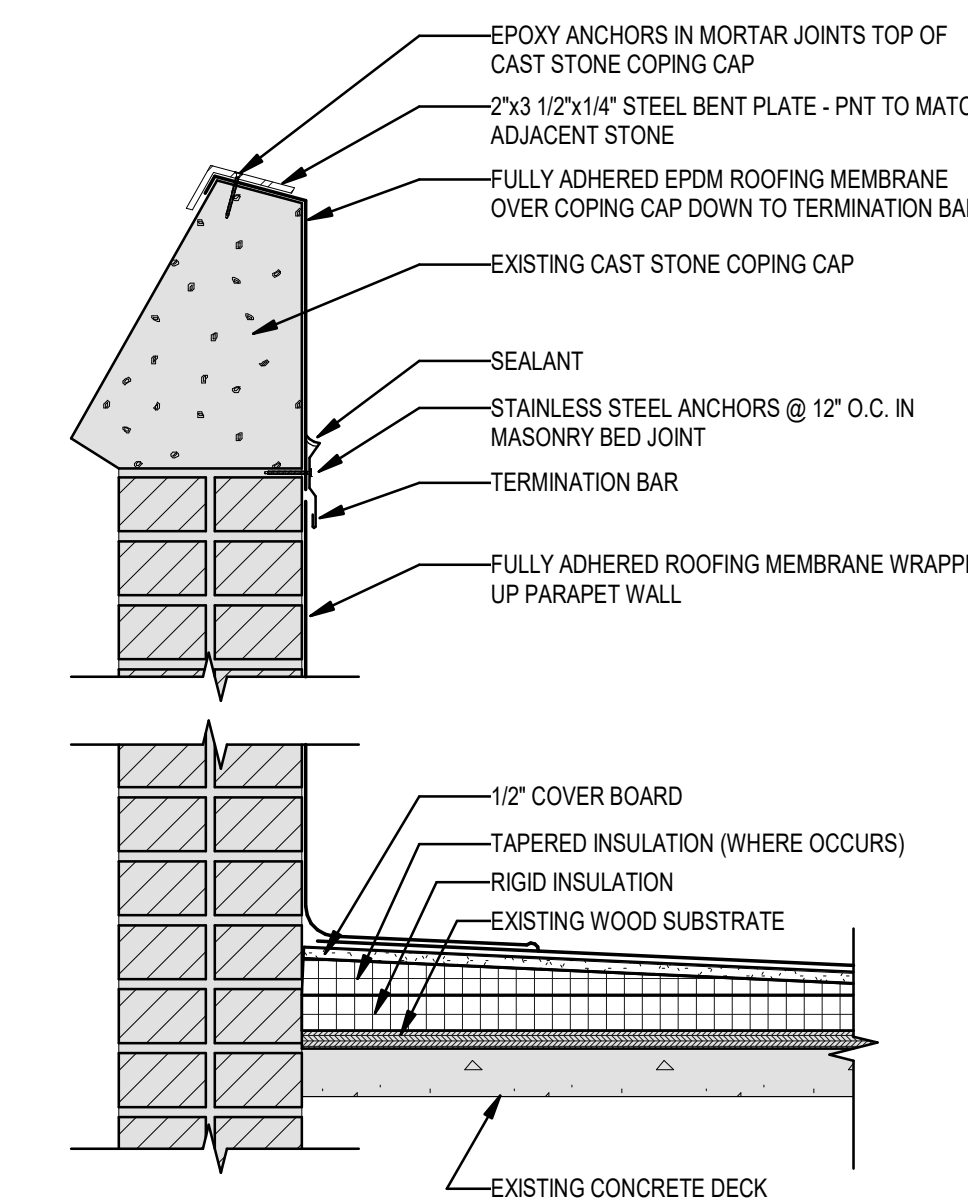 EPOXY ANCHORS IN MORTAR JOINTS TOP OF
CAST STONE COPING CAP
2"x3 1/2"x1/4" STEEL BENT PLATE - PNT TO
ADJACENT STONE
FULLY ADHERED EPDM ROOFING MEMBRANE
OVER COPING CAP DOWN TO TERMINATION
EXISTING CAST STONE COPING CAP
SEALANT
STAINLESS STEEL ANCHORS @ 12" O.C. IN
MASONRY BED JOINT
TERMINATION BAR
FULLY ADHERED ROOFING MEMBRANE
UP PARAPET WALL
1/2" COVER BOARD
TAPERED INSULATION (WHERE OCCURS)
RIGID INSULATION
EXISTING WOOD SUBSTRATE
EXISTING CONCRETE DECK